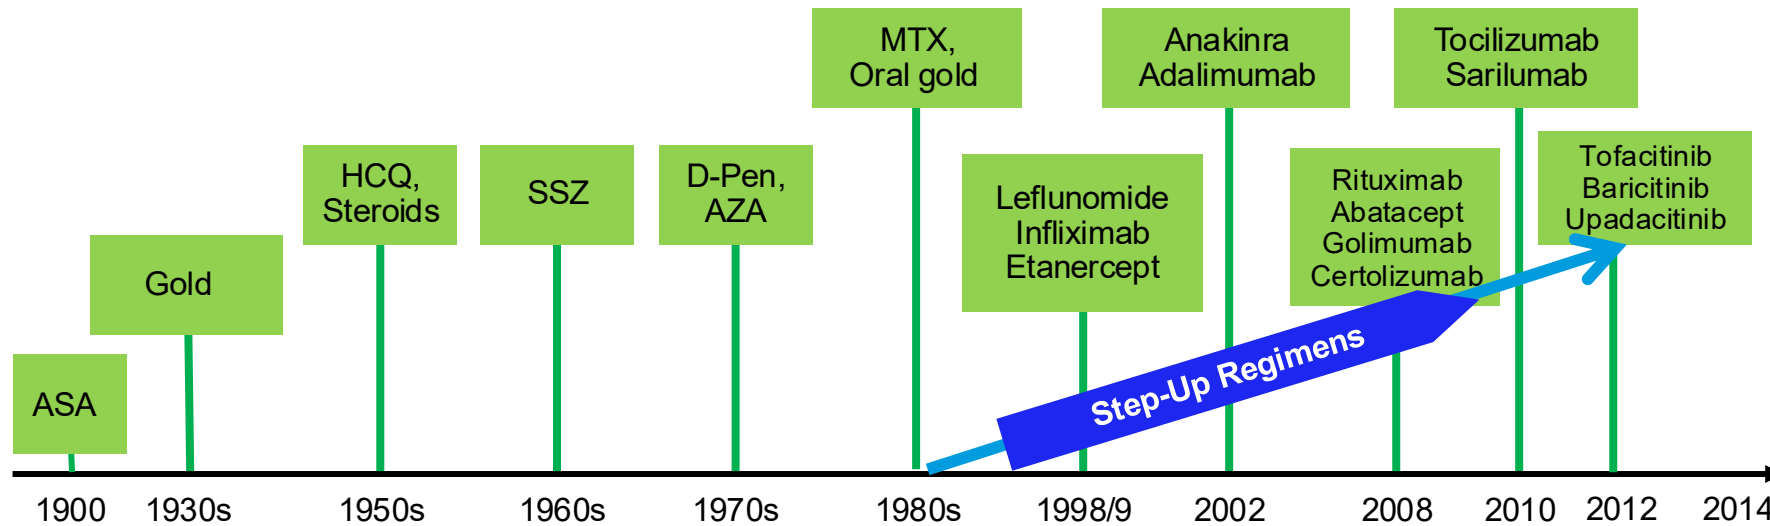 MTX,
Oral gold
Anakinra
Adalimumab
Tocilizumab
Sarilumab
HCQ,
Steroids
SSZ
D-Pen,
AZA
Leflunomide
Infliximab
Etanercept
Rituximab
Abatacept
Golimumab
Certolizumab
Tofacitinib
Baricitinib
Upadacitinib
Gold
ASA
Step-Up Regimens
1900 1930s 1950s 1960s 1970s 1980s 1998/9 2002 2008 2010 2012 2014